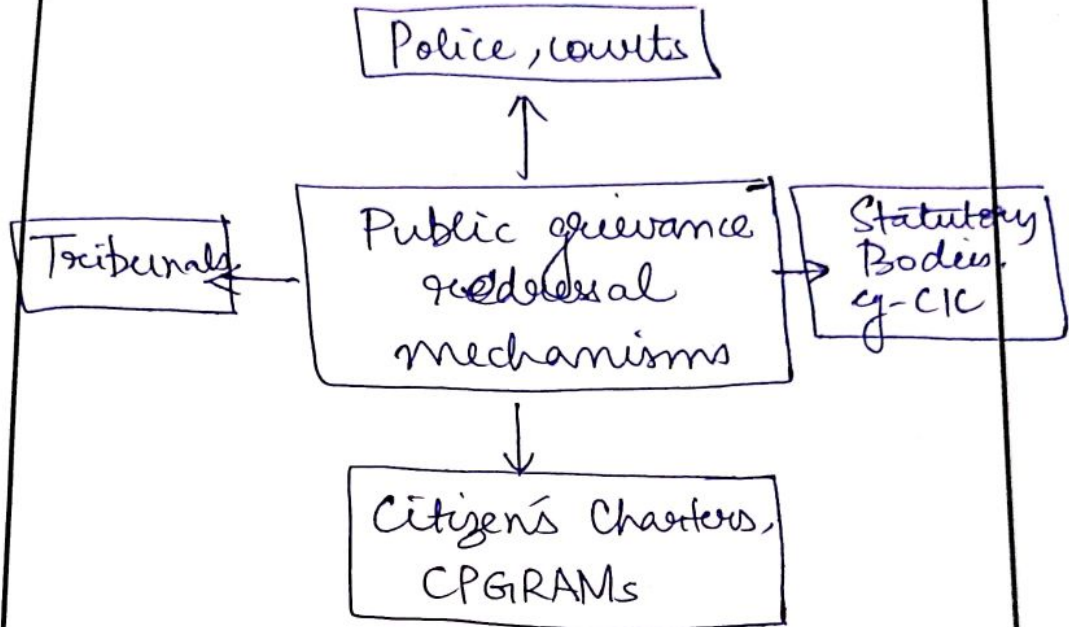 Police, courts
Public grievance
redressal
mechanisms
Tribunals
Statutory
Bodies.
eg-CIC
Citizen's Charters,
CPGRAMs